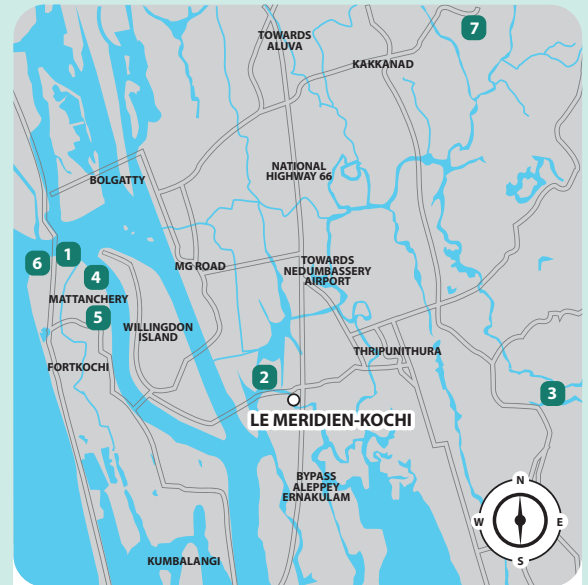 TOWARDS
ALUVA
7
KAKKANAD
NATIONAL
HIGHWAY 66
BOLGATTY
1
6
4
MG ROAD
TOWARDS
NEDUMBASSERY
AIRPORT
MATTANCHERY
5
WILLINGDON
ISLAND
THRIPUNITHURA
FORTKOCHI
2
3
LE MERIDIEN-KOCHI
BYPASS
ALEPPEY
ERNAKULAM
N
W
E
S
KUMBALANGI